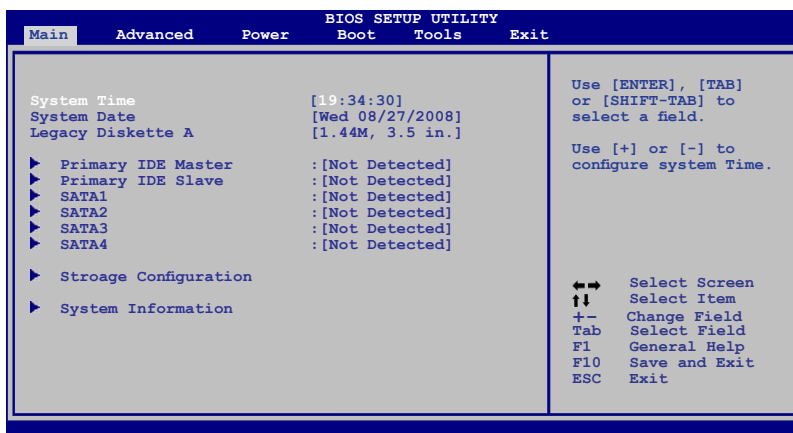 BIOS SETUP UTILITY
Main Advanced Power Boot Tools Exit
System Time [19:34:30]
System Date [Wed 08/27/2008]
Legacy Diskette A [1.44M, 3.5 in.]
Primary IDE Master :[Not Detected]
Primary IDE Slave :[Not Detected]
SATA1 :[Not Detected]
SATA2 :[Not Detected]
SATA3 :[Not Detected]
SATA4 :[Not Detected]
Stroage Configuration
System Information
Use [ENTER], [TAB]
or [SHIFT-TAB] to
select a field.
Use [+] or [-] to
configure system Time.
←→ Select Screen
↑↓ Select Item
+- Change Field
Tab Select Field
F1 General Help
F10 Save and Exit
ESC Exit